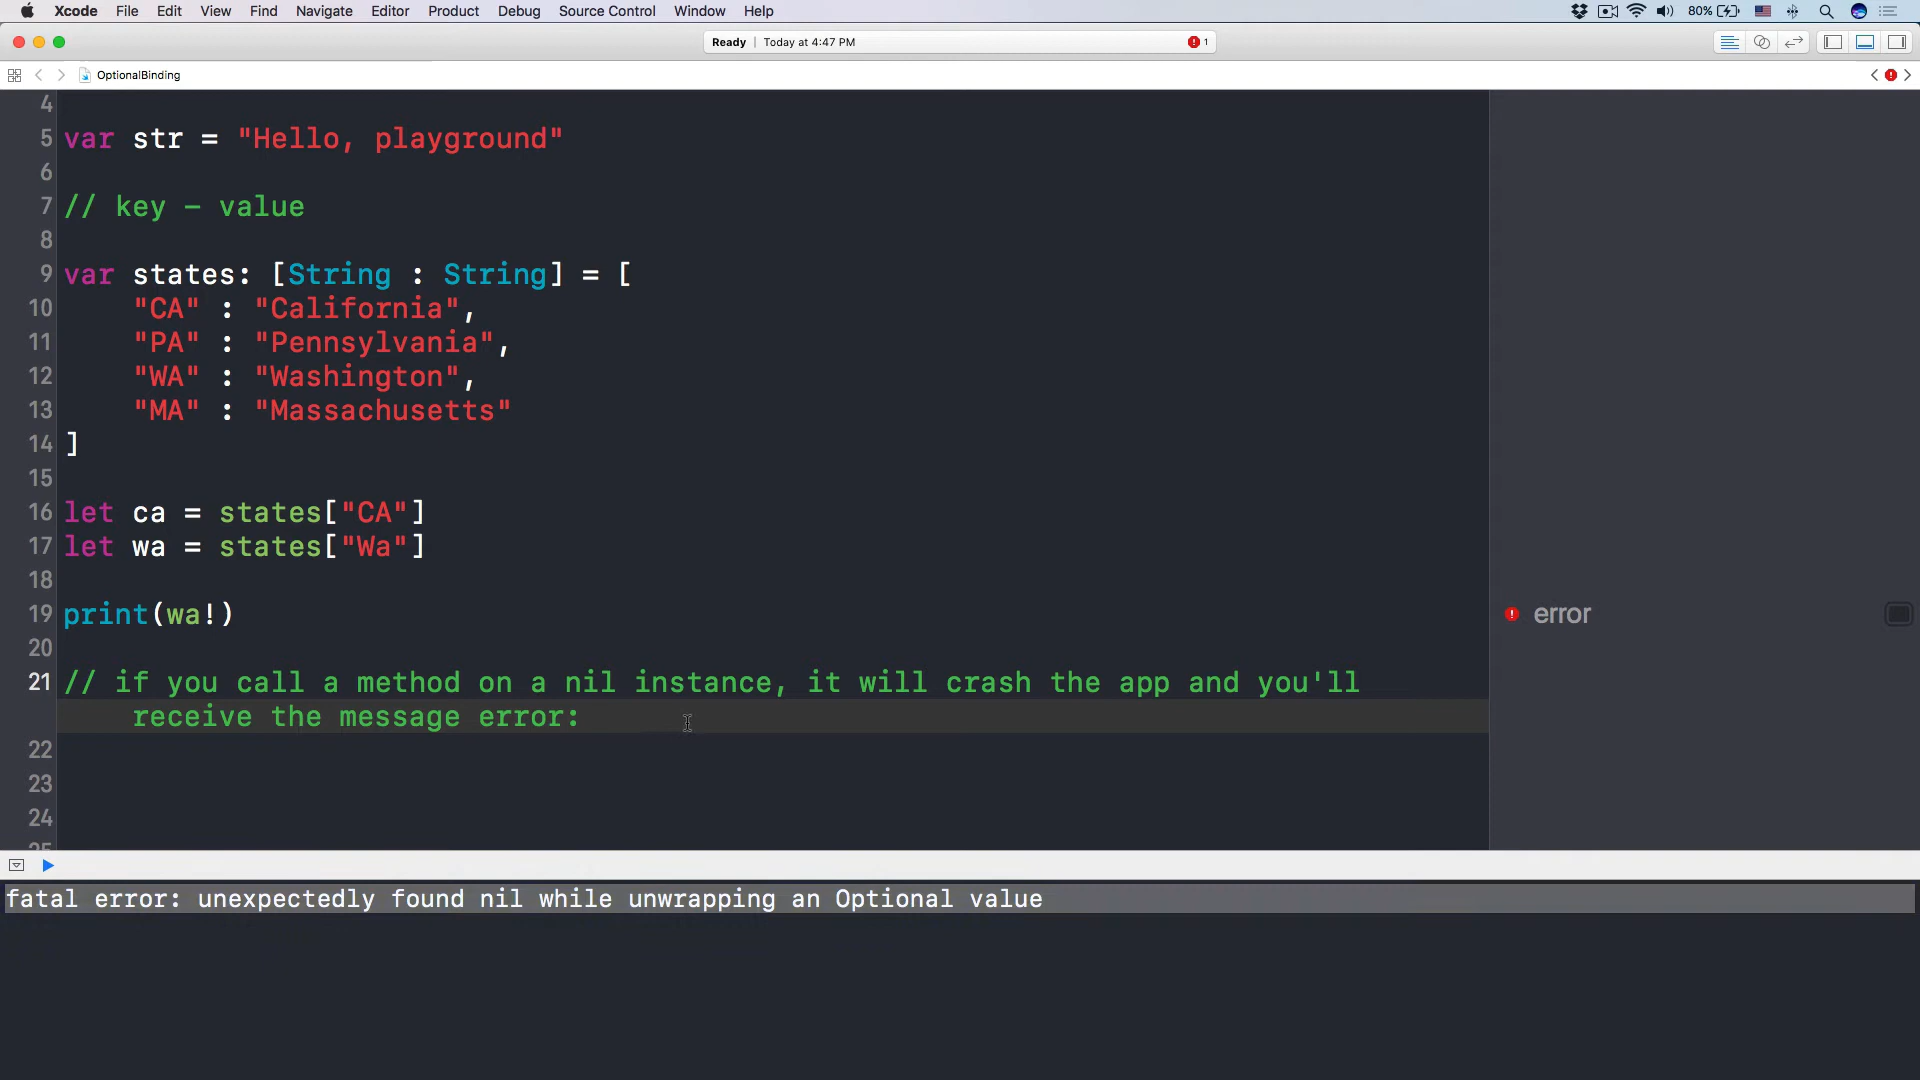 Xcode File Edit View Find Navigate Editor Product Debug Source Control Window Help 80%
Ready | Today at 4:47 PM 1
OptionalBinding
4
5 var str = "Hello, playground"
6
7 // key - value
8
9 var states: [String : String] = [
10 "CA" : "California",
11 "PA" : "Pennsylvania",
12 "WA" : "Washington",
13 "MA" : "Massachusetts"
14 ]
15
16 let ca = states["CA"]
17 let wa = states["Wa"]
18
19 print(wa!) error
20
21 // if you call a method on a nil instance, it will crash the app and you'll
receive the message error:
22
23
24
25
fatal error: unexpectedly found nil while unwrapping an Optional value